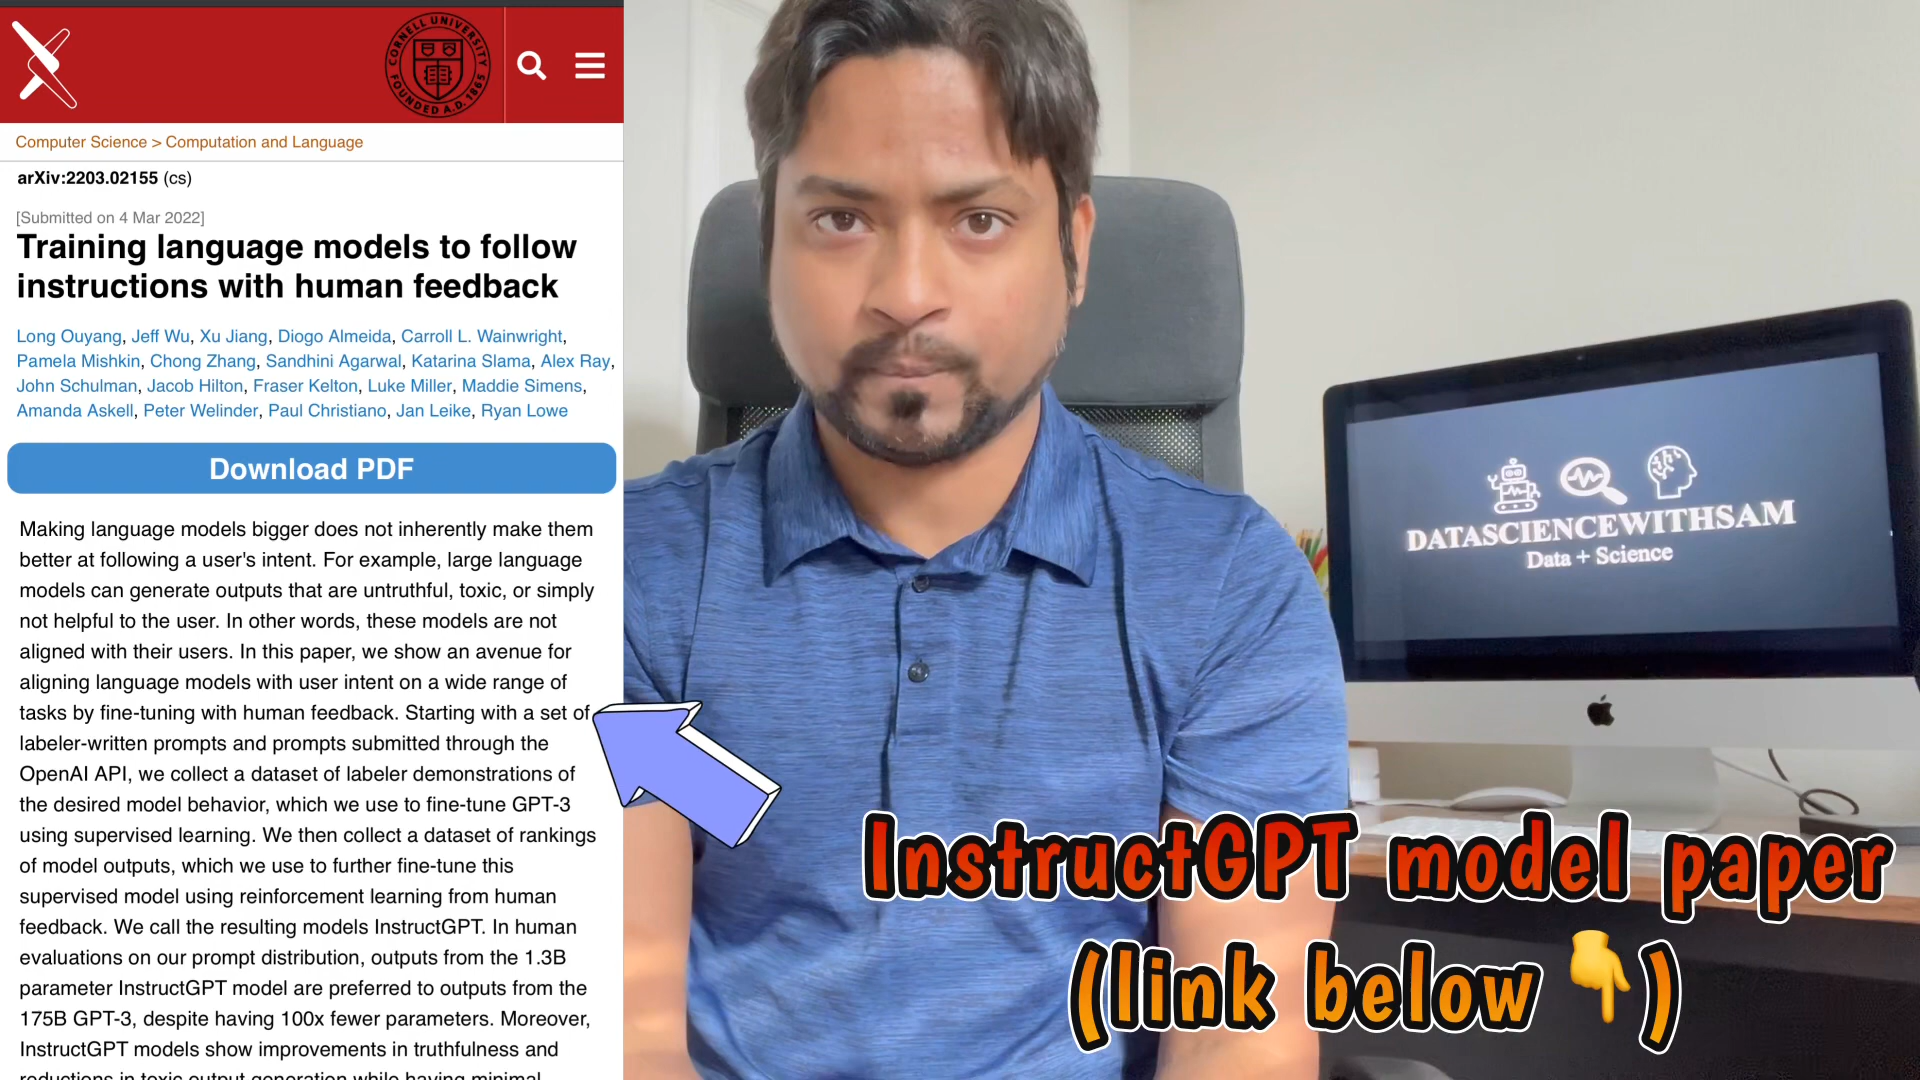 CORNELL UNIVERSITY
FOUNDED A.D. 1865
Computer Science > Computation and Language
arXiv:2203.02155 (cs)
[Submitted on 4 Mar 2022]
Training language models to follow
instructions with human feedback
Long Ouyang, Jeff Wu, Xu Jiang, Diogo Almeida, Carroll L. Wainwright,
Pamela Mishkin, Chong Zhang, Sandhini Agarwal, Katarina Slama, Alex Ray,
John Schulman, Jacob Hilton, Fraser Kelton, Luke Miller, Maddie Simens,
Amanda Askell, Peter Welinder, Paul Christiano, Jan Leike, Ryan Lowe
Download PDF
Making language models bigger does not inherently make them
better at following a user's intent. For example, large language
models can generate outputs that are untruthful, toxic, or simply
not helpful to the user. In other words, these models are not
aligned with their users. In this paper, we show an avenue for
aligning language models with user intent on a wide range of
tasks by fine-tuning with human feedback. Starting with a set of
labeler-written prompts and prompts submitted through the
OpenAI API, we collect a dataset of labeler demonstrations of
the desired model behavior, which we use to fine-tune GPT-3
using supervised learning. We then collect a dataset of rankings
of model outputs, which we use to further fine-tune this
supervised model using reinforcement learning from human
feedback. We call the resulting models InstructGPT. In human
evaluations on our prompt distribution, outputs from the 1.3B
parameter InstructGPT model are preferred to outputs from the
175B GPT-3, despite having 100x fewer parameters. Moreover,
InstructGPT models show improvements in truthfulness and
reductions in toxic output generation while having minimal
DATASCIENCEWITHSAM
Data + Science
InstructGPT model paper
(link below👇)